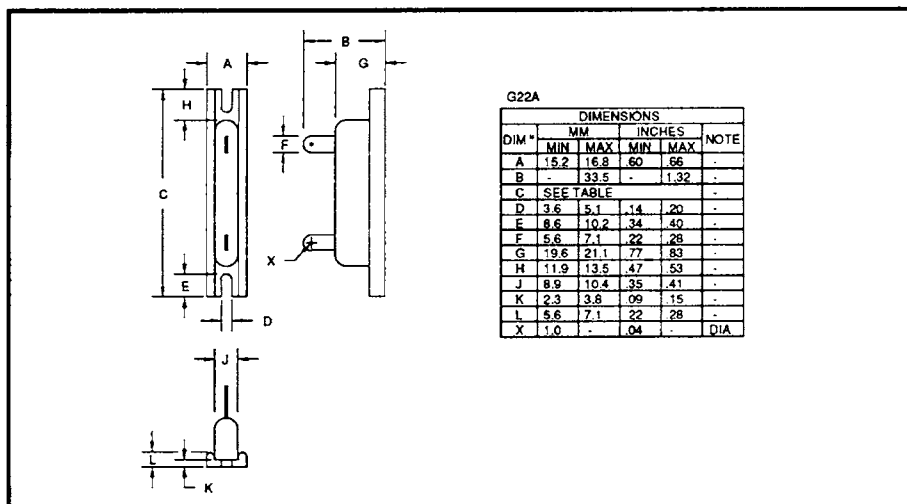 B
A
G
H
F
C
X
E
D
J
L
K
G22A
DIMENSIONS
DIM * MM INCHES NOTE
MIN MAX MIN MAX
A 15.2 16.8 .60 .66 -
B - 33.5 - 1.32 -
C SEE TABLE -
D 3.6 5.1 .14 .20 -
E 8.6 10.2 .34 .40 -
F 5.6 7.1 .22 .28 -
G 19.6 21.1 .77 .83 -
H 11.9 13.5 .47 .53 -
J 8.9 10.4 .35 .41 -
K 2.3 3.8 .09 .15 -
L 5.6 7.1 .22 .28 -
X 1.0 - .04 - DIA